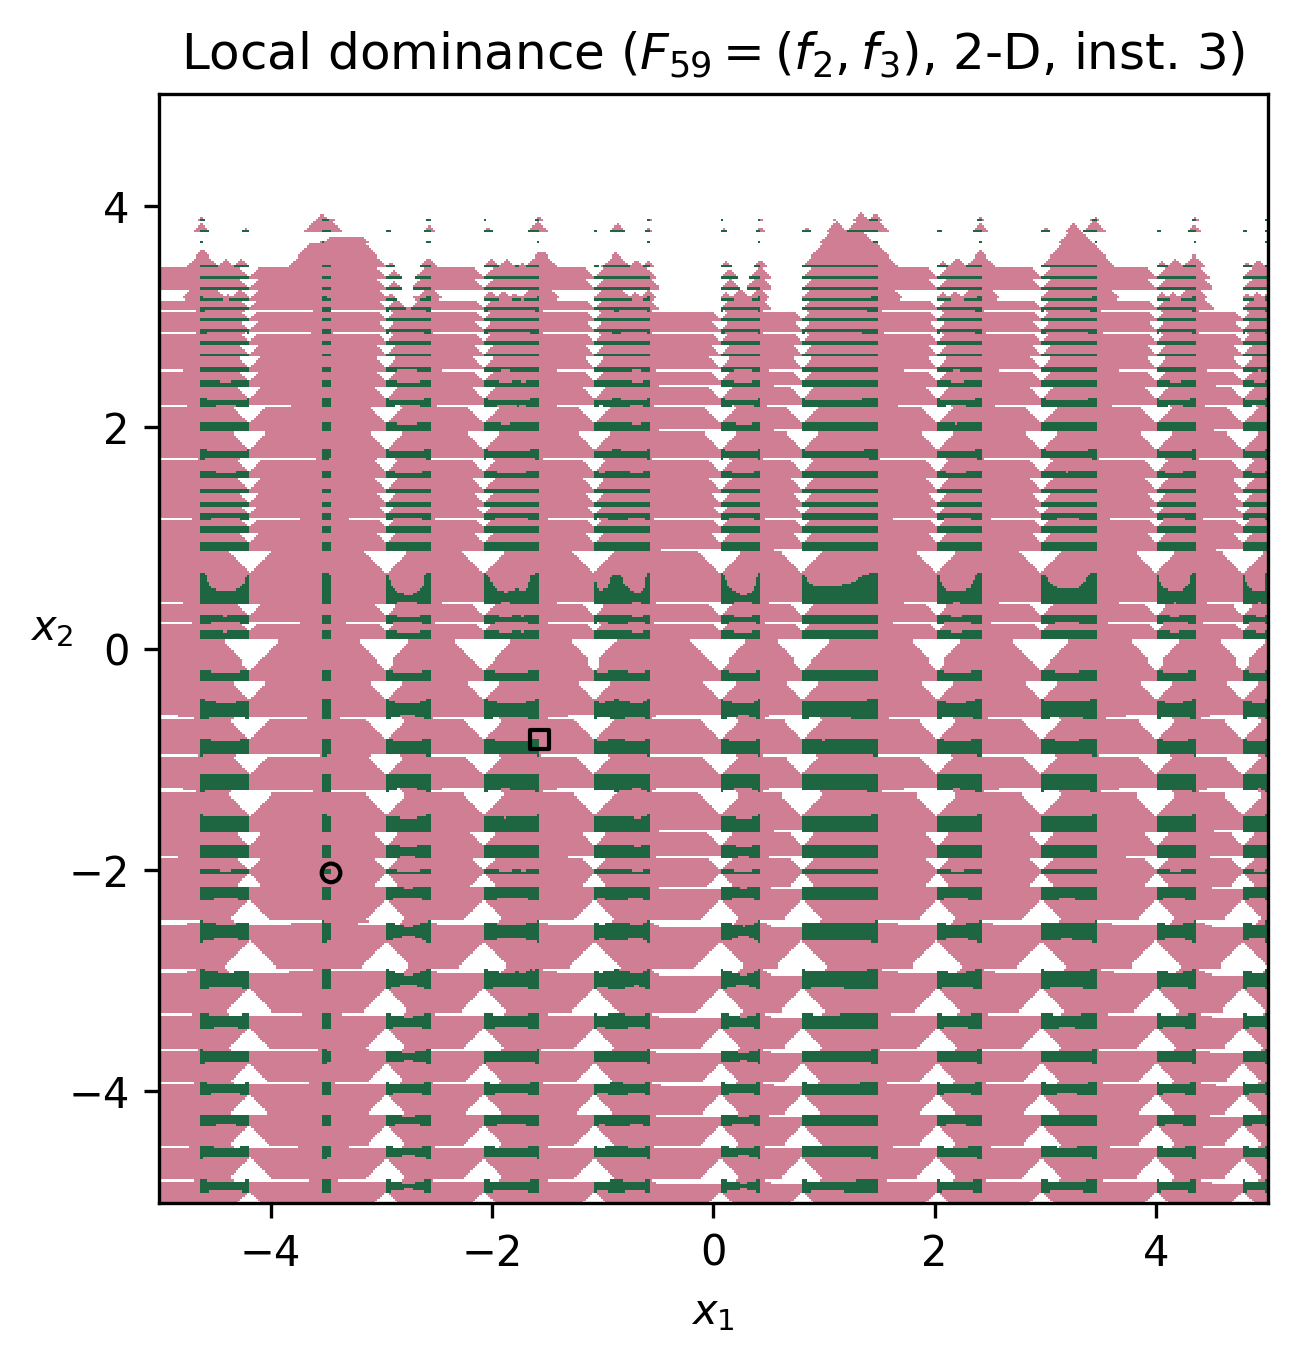 Local dominance (F₅₉ = (f₂, f₃), 2-D, inst. 3)
4
2
0
−2
−4
x₂
−4 −2 0 2 4
x₁